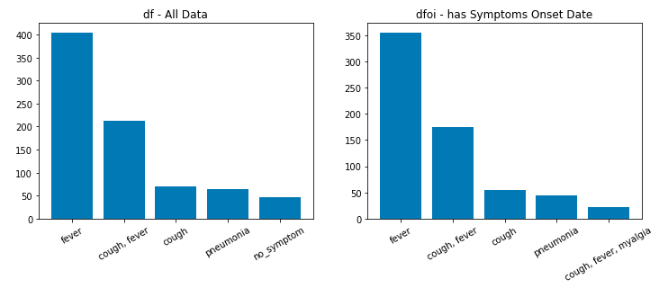 df - All Data
400
350
300
250
200
150
100
50
0
fever
cough, fever
cough
pneumonia
no_symptom
dfoi - has Symptoms Onset Date
350
300
250
200
150
100
50
0
fever
cough, fever
cough
pneumonia
cough, fever, myalgia